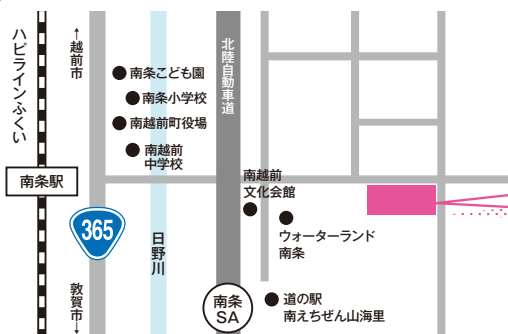 ハピラインふくい
↑越前市
南条こども園
南条小学校
南越前町役場
南越前
中学校
北陸自動車道
南条駅
365
日野川
敦賀市↓
南越前
文化会館
ウォーターランド
南条
南条
SA
道の駅
南えちぜん山海里